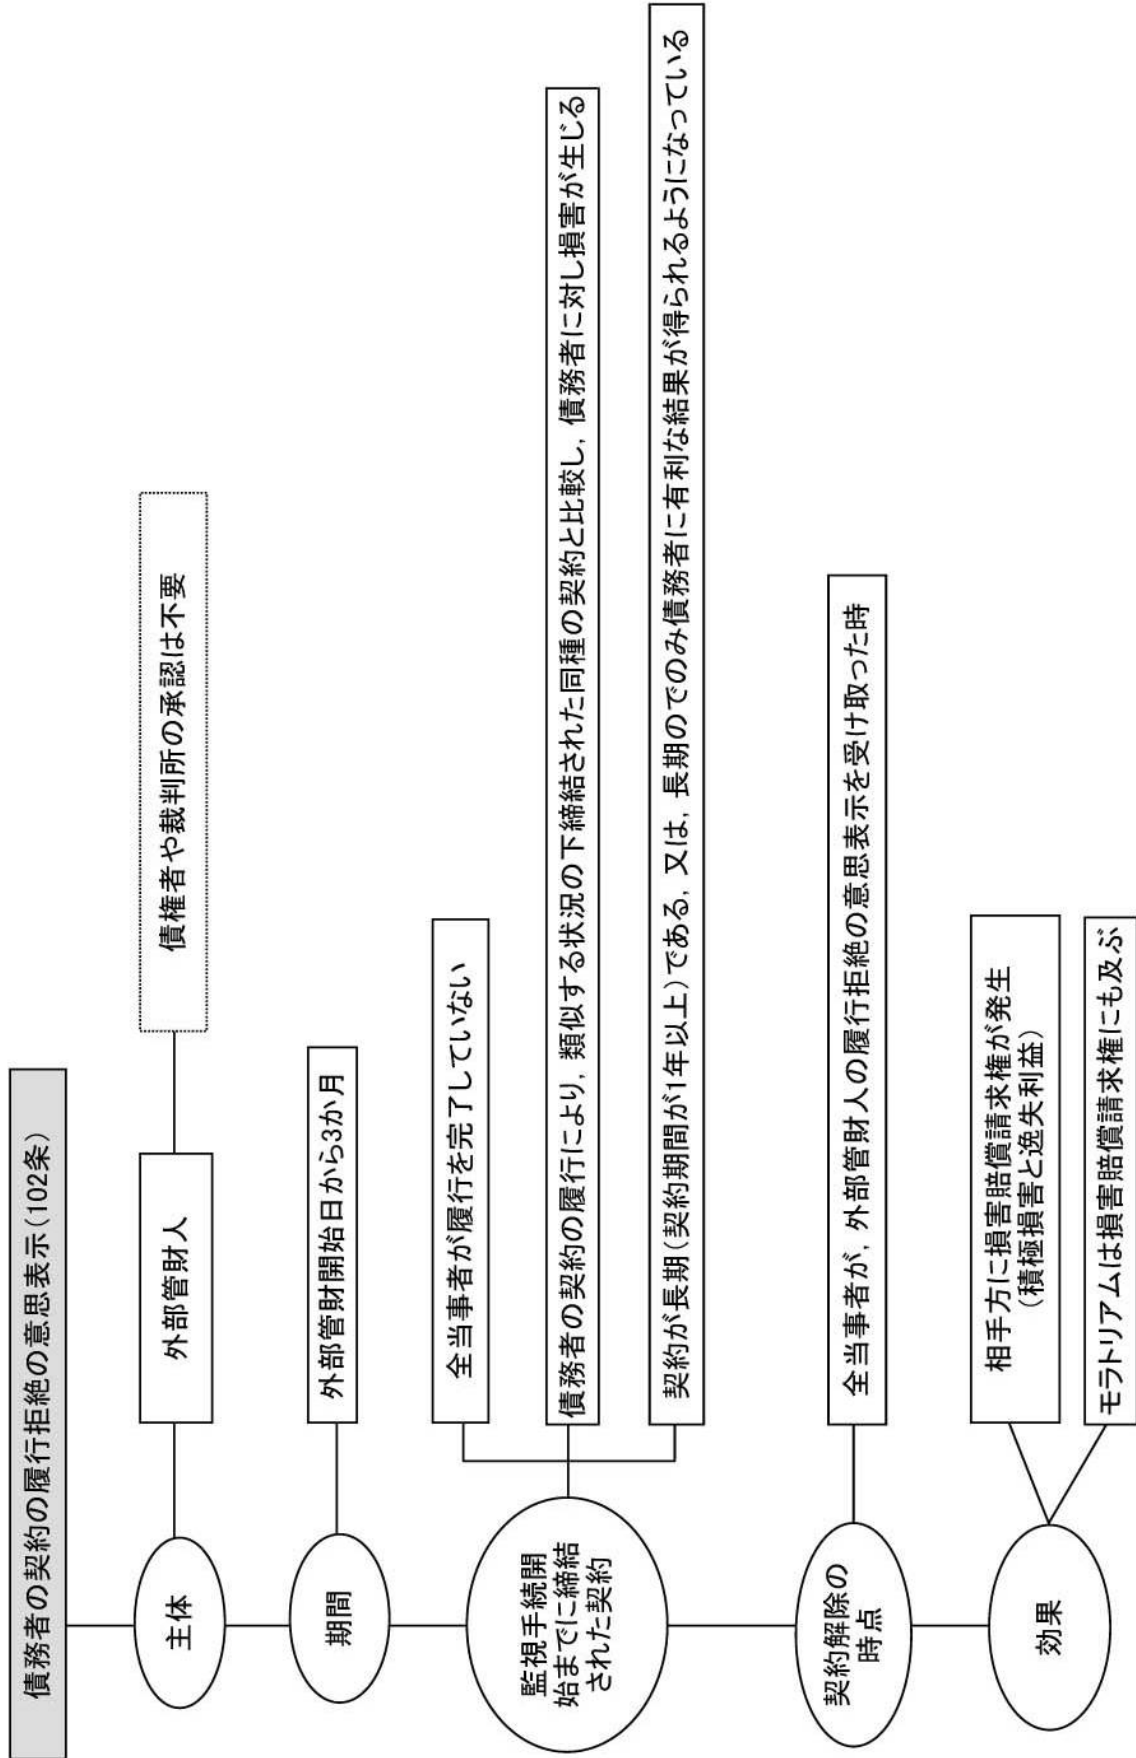 債務者の契約の履行拒絶の意思表示(102条)
主体
外部管財人
債権者や裁判所の承認は不要
期間
外部管財開始日から3か月
監視手続開
始までに締結
された契約
全当事者が履行を完了していない
債務者の契約の履行により，類似する状況の下締結された同種の契約と比較し，債務者に対し損害が生じる
契約が長期(契約期間が1年以上)である，又は，長期のでのみ債務者に有利な結果が得られるようになっている
契約解除の
時点
全当事者が，外部管財人の履行拒絶の意思表示を受け取った時
効果
相手方に損害賠償請求権が発生
(積極損害と逸失利益)
モラトリアムは損害賠償請求権にも及ぶ